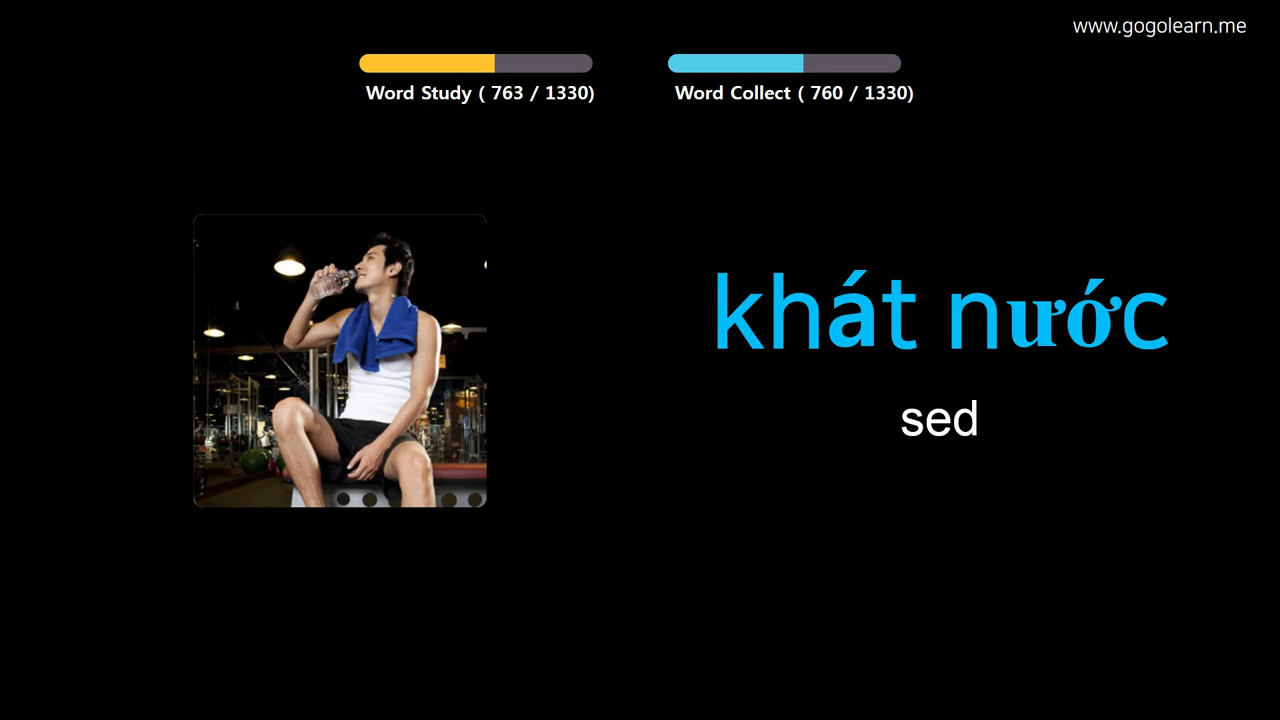 www.gogolearn.me
Word Study ( 763 / 1330)
Word Collect ( 760 / 1330)
khát nước
sed